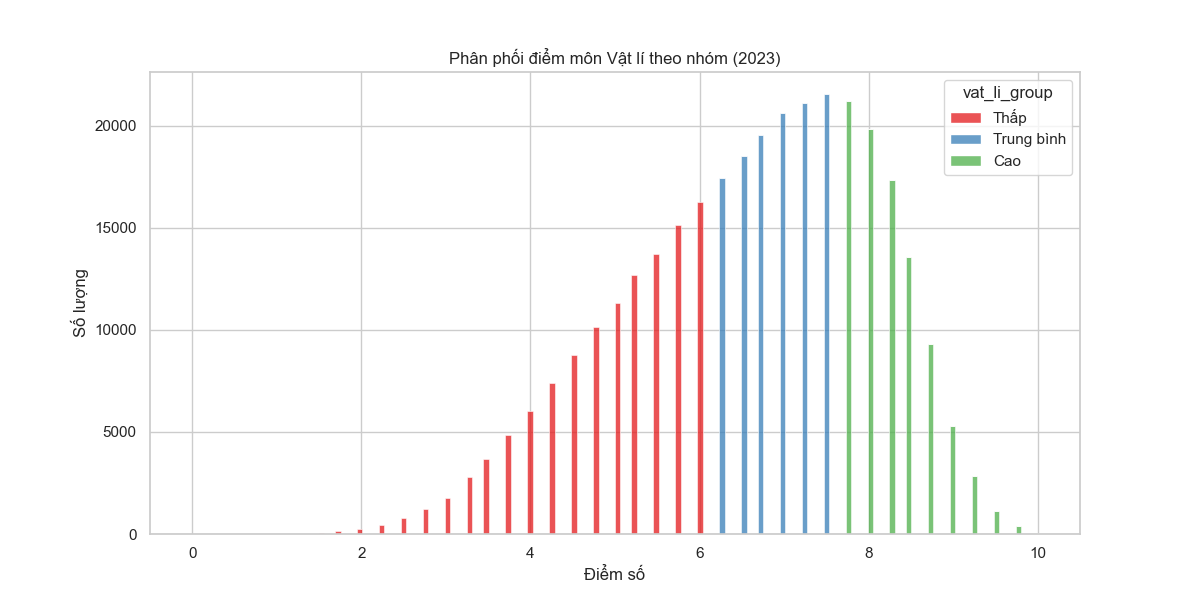 Phân phối điểm môn Vật lí theo nhóm (2023)
vat_li_group
Thấp
Trung bình
Cao
Số lượng
20000
15000
10000
5000
0
0 2 4 6 8 10
Điểm số